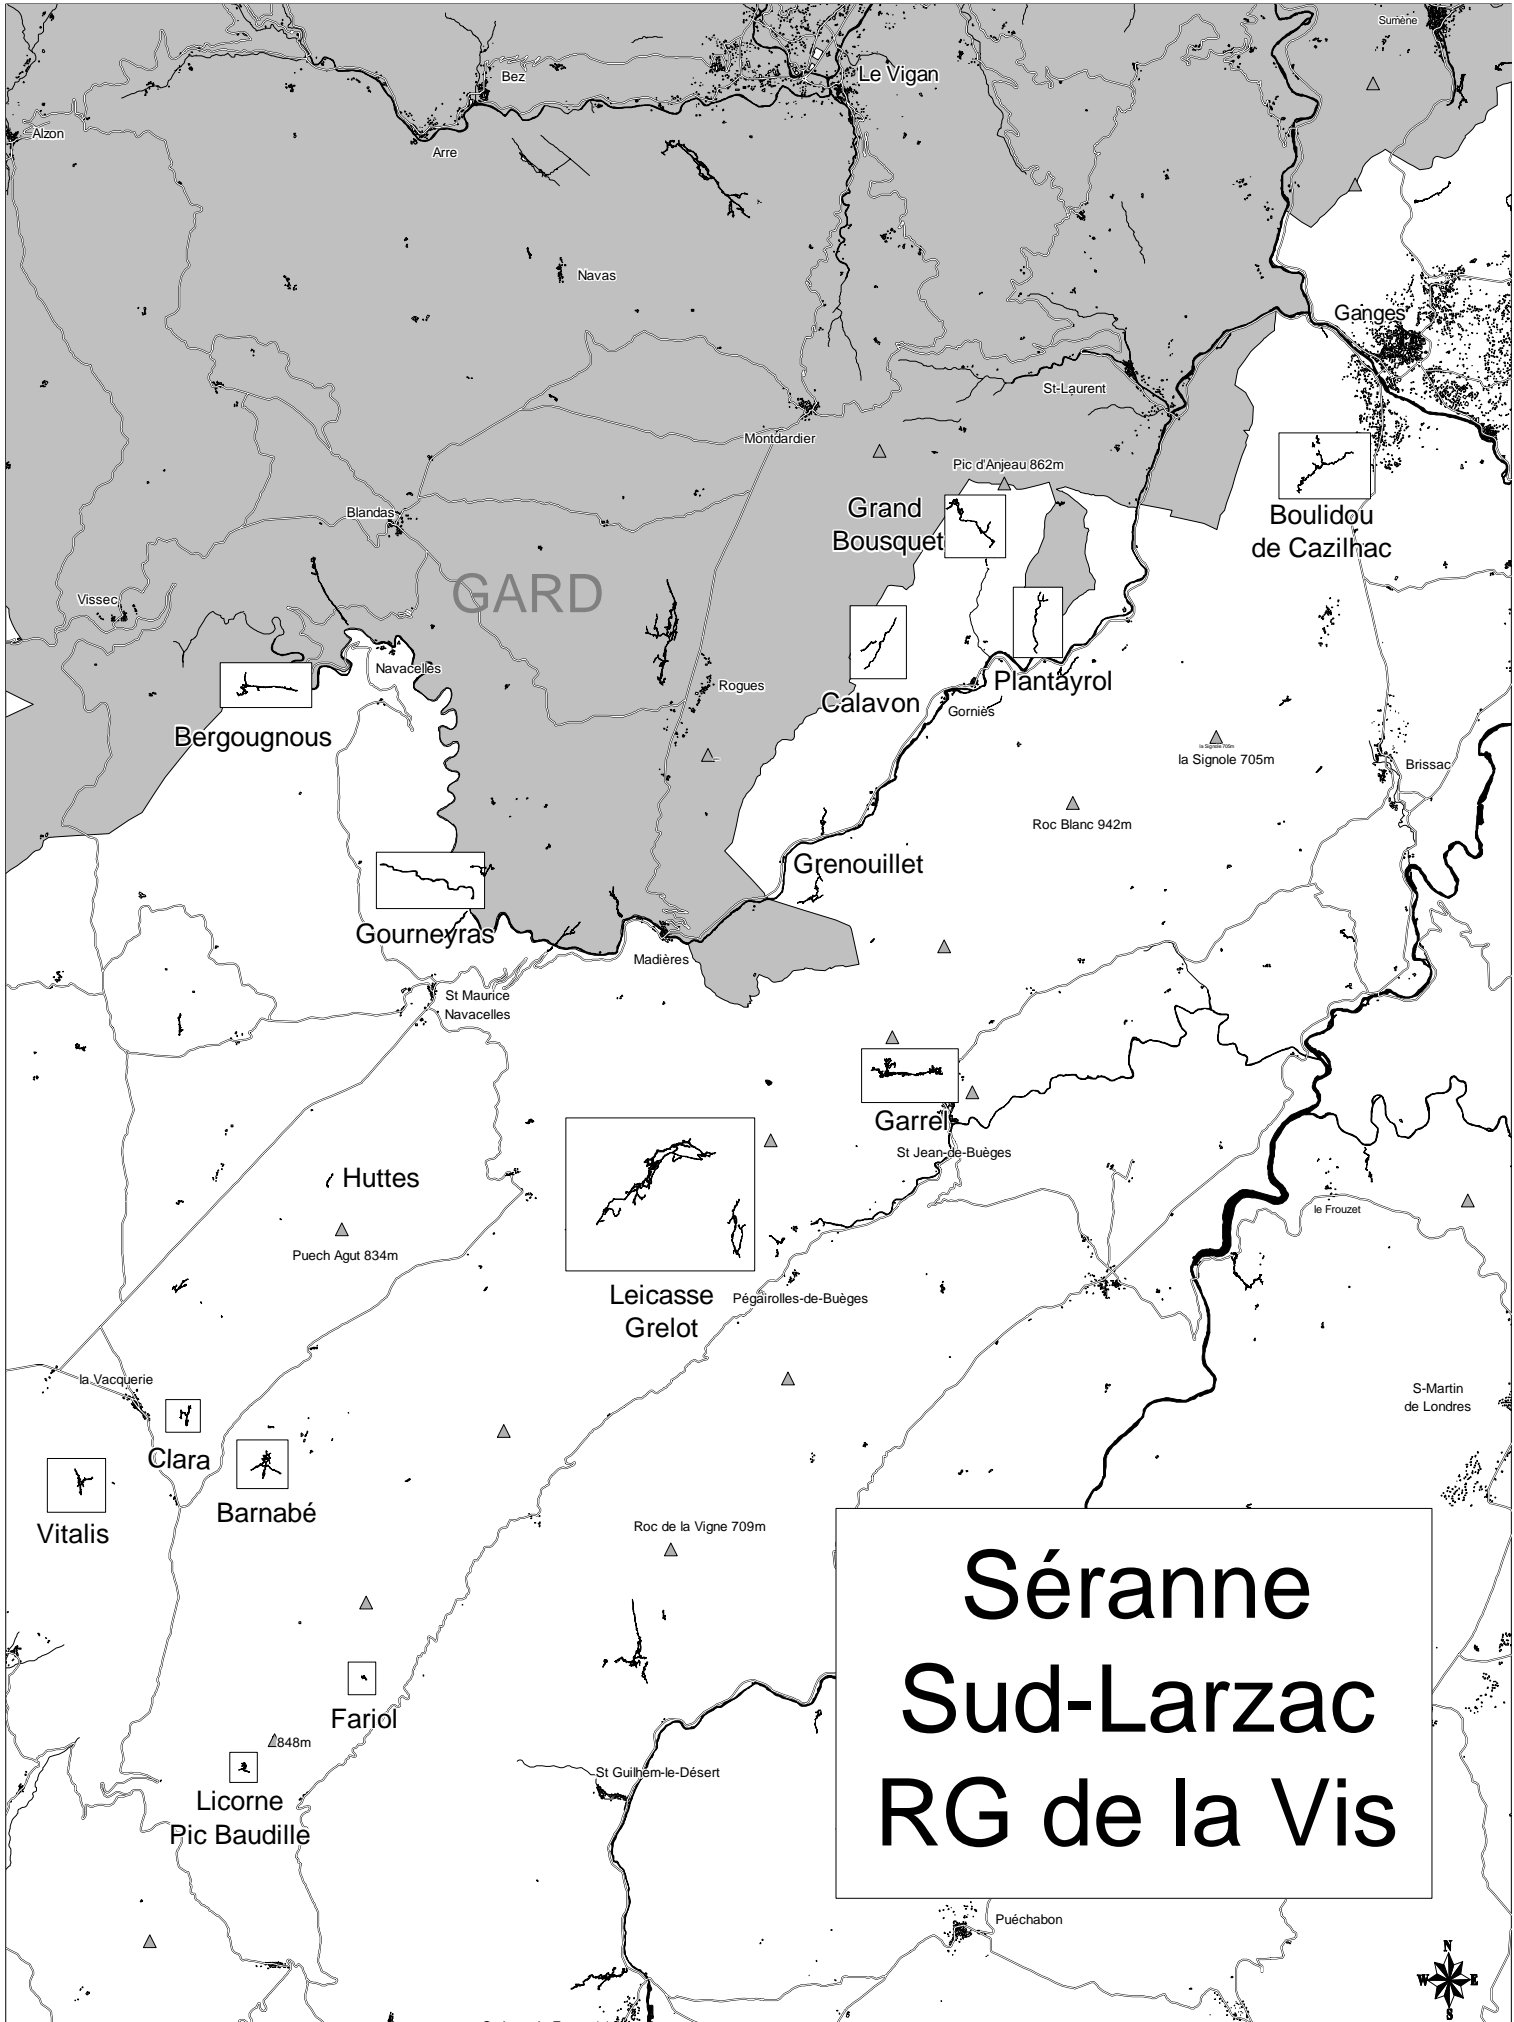 Sumène
Le Vigan
Bez
Alzon
Arre
Navas
Ganges
St-Laurent
Montdardier
Pic d'Anjeau 862m
Grand
Bousquet
Blandas
Boulidou
de Cazilhac
GARD
Vissec
Navacelles
Rogues
Plantayrol
Calavon
Gorniès
Bergougnous
la Signole 705m
la Signole 705m
Brissac
Roc Blanc 942m
Grenouillet
Gourneyras
Madières
St Maurice
Navacelles
Garrel
St Jean-de-Buèges
Huttes
le Frouzet
Puech Agut 834m
Leicasse
Grelot
Pégairolles-de-Buèges
la Vacquerie
S-Martin
de Londres
Clara
Barnabé
Vitalis
Roc de la Vigne 709m
Séranne
Sud-Larzac
RG de la Vis
Fariol
848m
St Guilhem-le-Désert
Licorne
Pic Baudille
Puéchabon
N
W E
S